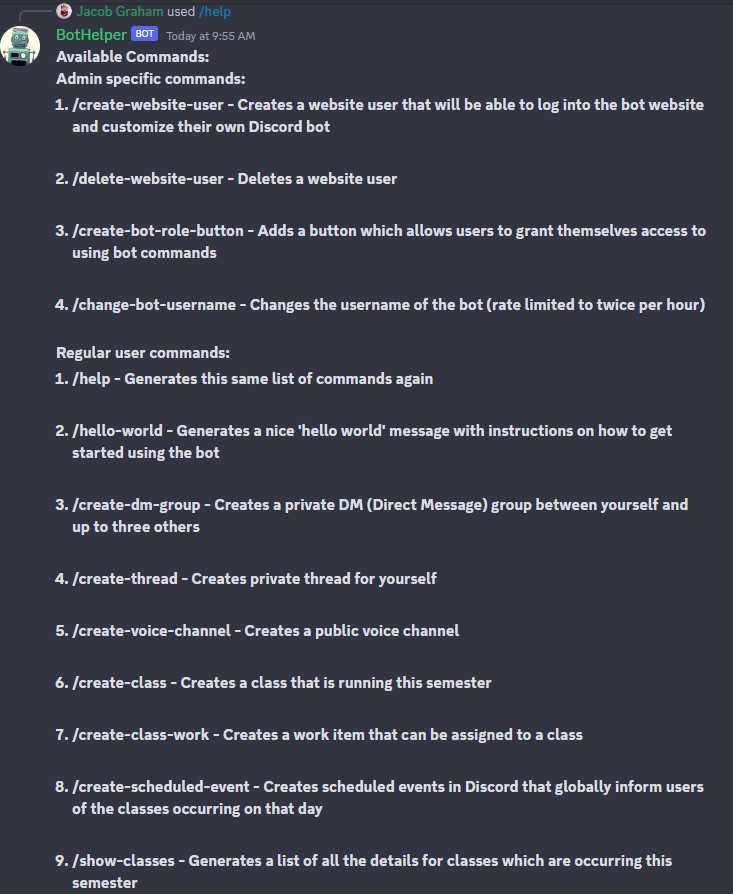 Jacob Graham used /help
BotHelper BOT Today at 9:55 AM
Available Commands:
Admin specific commands:
1. /create-website-user - Creates a website user that will be able to log into the bot website
and customize their own Discord bot
2. /delete-website-user - Deletes a website user
3. /create-bot-role-button - Adds a button which allows users to grant themselves access to
using bot commands
4. /change-bot-username - Changes the username of the bot (rate limited to twice per hour)
Regular user commands:
1. /help - Generates this same list of commands again
2. /hello-world - Generates a nice 'hello world' message with instructions on how to get
started using the bot
3. /create-dm-group - Creates a private DM (Direct Message) group between yourself and
up to three others
4. /create-thread - Creates private thread for yourself
5. /create-voice-channel - Creates a public voice channel
6. /create-class - Creates a class that is running this semester
7. /create-class-work - Creates a work item that can be assigned to a class
8. /create-scheduled-event - Creates scheduled events in Discord that globally inform users
of the classes occurring on that day
9. /show-classes - Generates a list of all the details for classes which are occurring this
semester